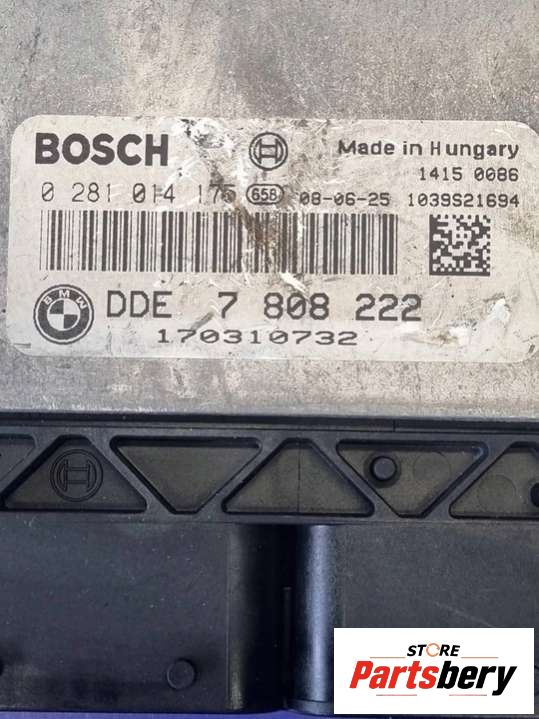 BOSCH
Made in Hungary
1415 0086
0 281 014 175 658 08-06-25 1039S21694
BMW
DDE 7 808 222
170310732
STORE
Partsbery